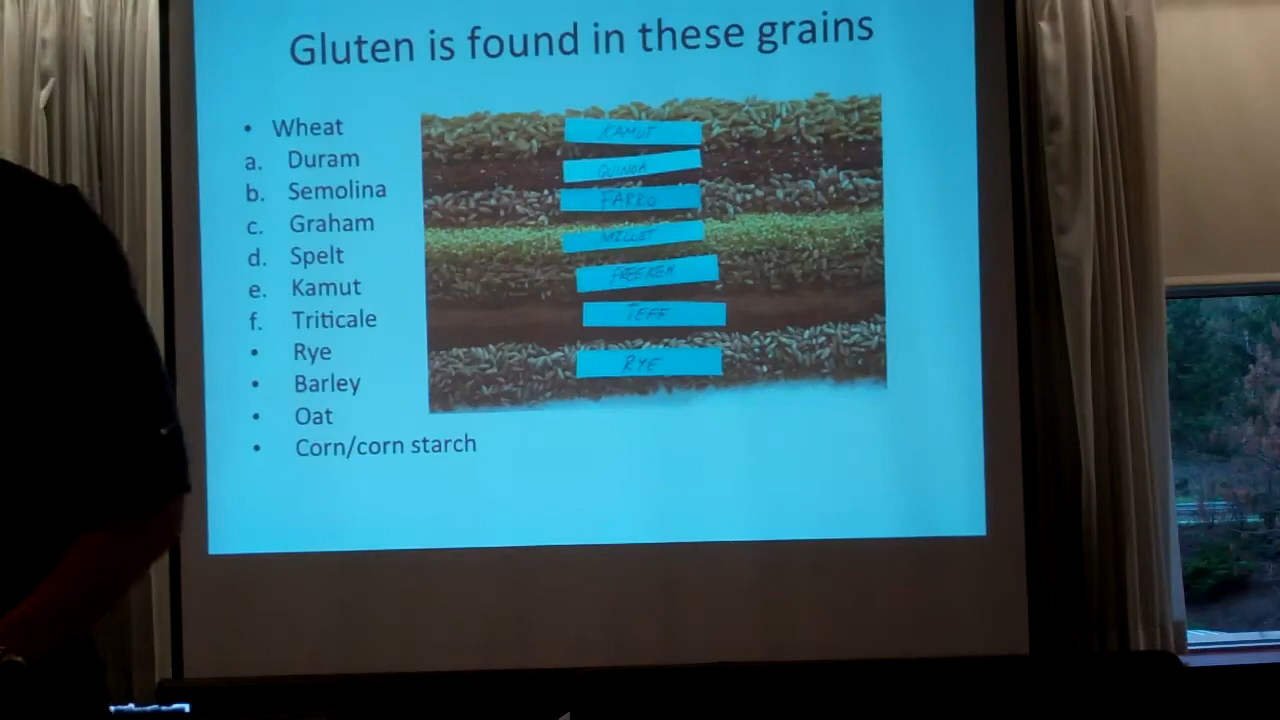 Gluten is found in these grains
• Wheat
a. Duram
b. Semolina
c. Graham
d. Spelt
e. Kamut
f. Triticale
• Rye
• Barley
• Oat
• Corn/corn starch
KAMUT
QUINOA
FARRO
MILLET
FREEKEH
TEFF
RYE